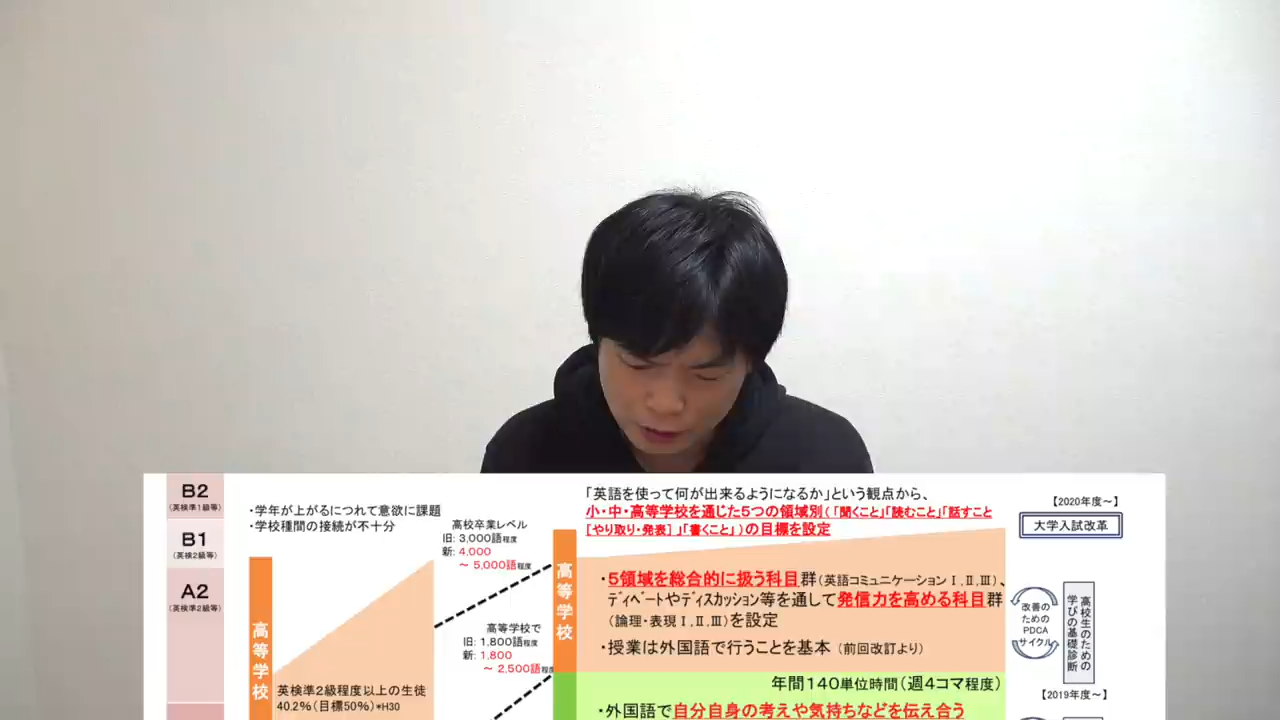 B2
(英検準1級等)
B1
(英検2級等)
A2
(英検準2級等)
・学年が上がるにつれて意欲に課題
・学校種間の接続が不十分
高等学校
英検準2級程度以上の生徒
40.2%(目標50%)*H30
高校卒業レベル
旧: 3,000語程度
新: 4,000
～ 5,000語程度
高等学校で
旧: 1,800語程度
新: 1,800
～ 2,500語程度
高等学校
「英語を使って何が出来るようになるか」という観点から、
小・中・高等学校を通じた5つの領域別(「聞くこと」「読むこと」「話すこと
[やり取り・発表]」「書くこと」)の目標を設定
・5領域を総合的に扱う科目群(英語コミュニケーションⅠ,Ⅱ,Ⅲ)、
ディベートやディスカッション等を通して発信力を高める科目群
(論理・表現Ⅰ,Ⅱ,Ⅲ)を設定
・授業は外国語で行うことを基本 (前回改訂より)
年間140単位時間(週4コマ程度)
・外国語で自分自身の考えや気持ちなどを伝え合う
【2020年度～】
大学入試改革
改善の
ための
PDCA
サイクル
高校生のための
学びの基礎診断
【2019年度～】